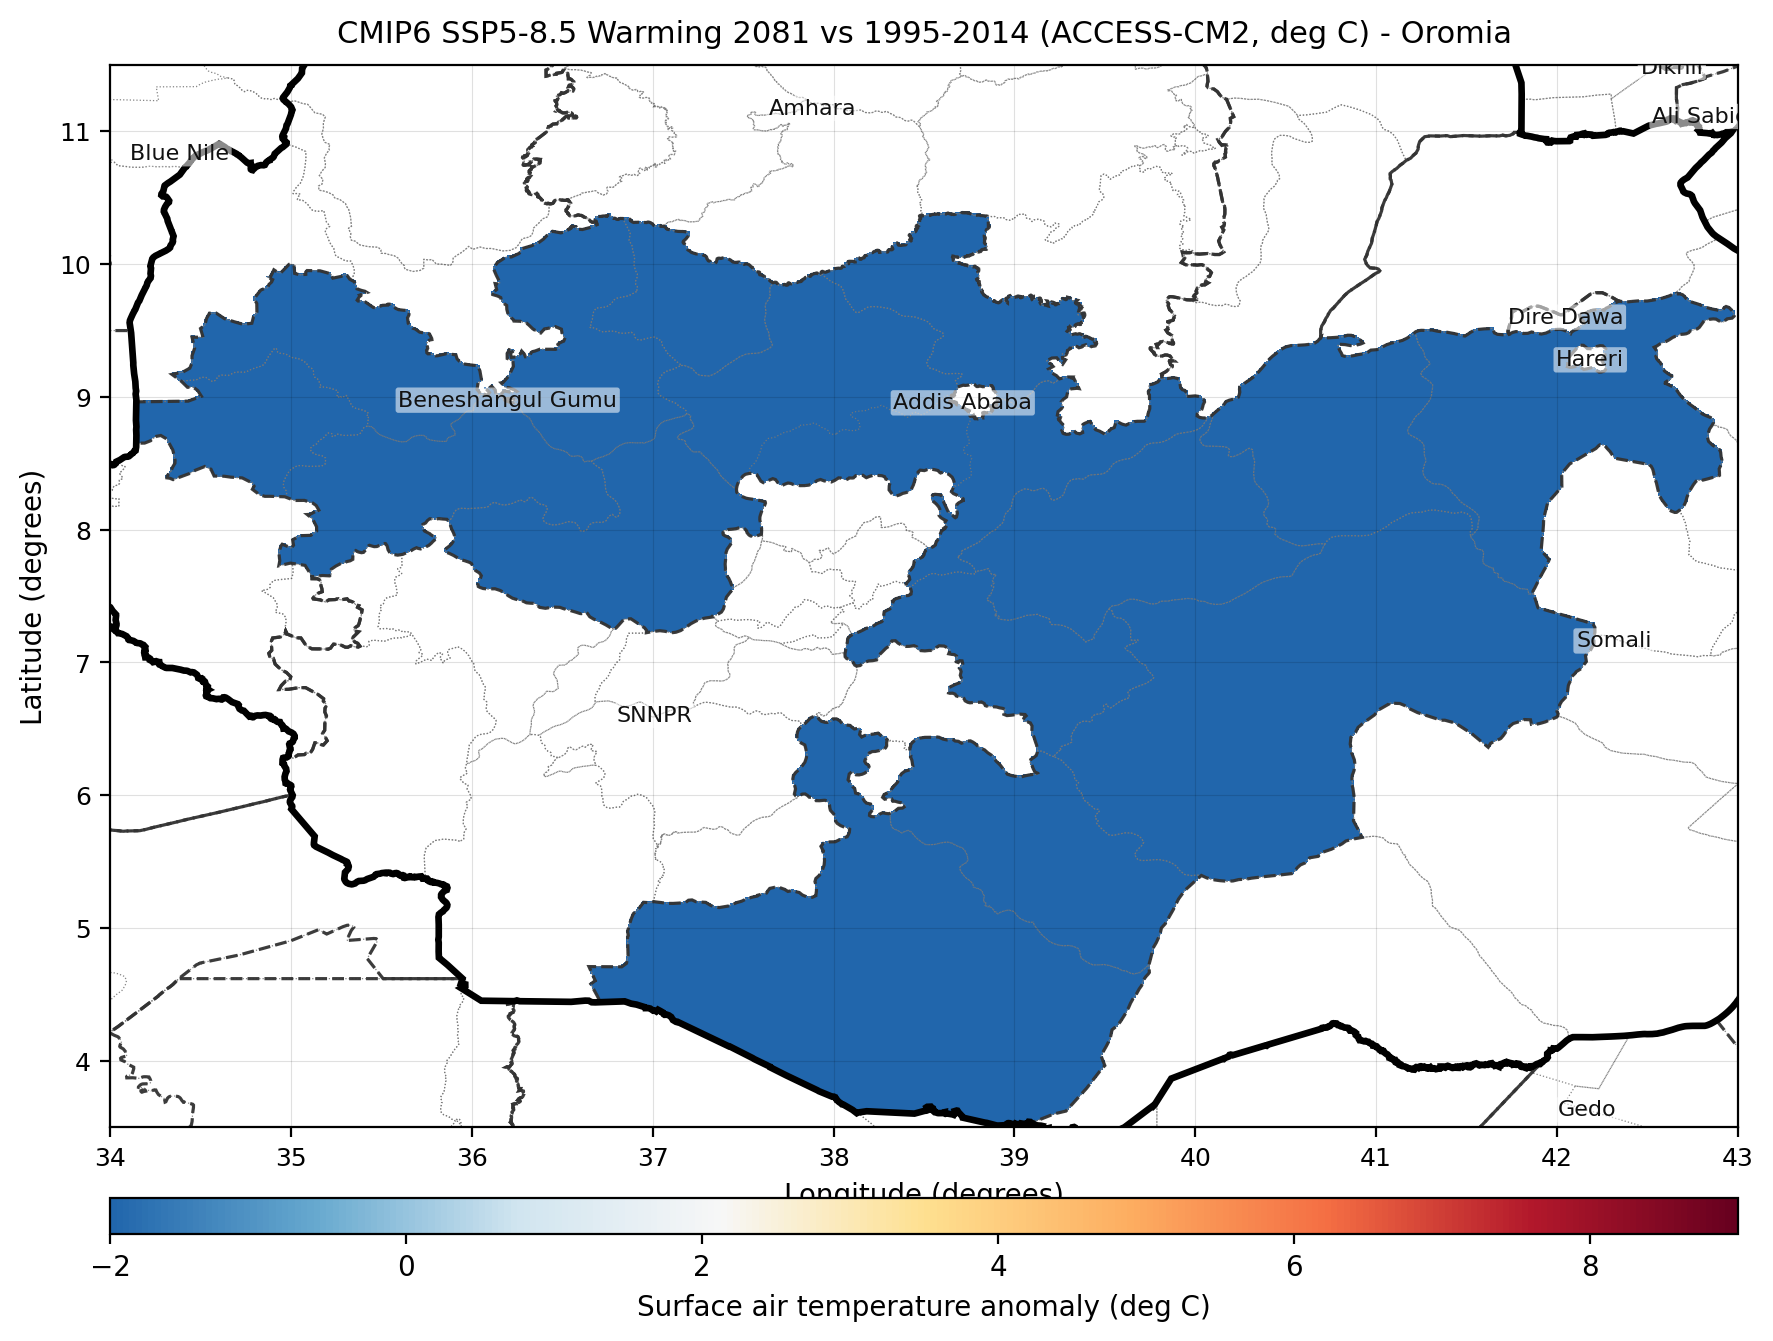 CMIP6 SSP5-8.5 Warming 2081 vs 1995-2014 (ACCESS-CM2, deg C) - Oromia
Dikhil
Amhara
Ali Sabie
11
Blue Nile
10
Dire Dawa
Hareri
9
Beneshangul Gumu
Addis Ababa
8
Latitude (degrees)
Somali
7
SNNPR
6
5
4
Gedo
34 35 36 37 38 39 40 41 42 43
Longitude (degrees)
−2 0 2 4 6 8
Surface air temperature anomaly (deg C)